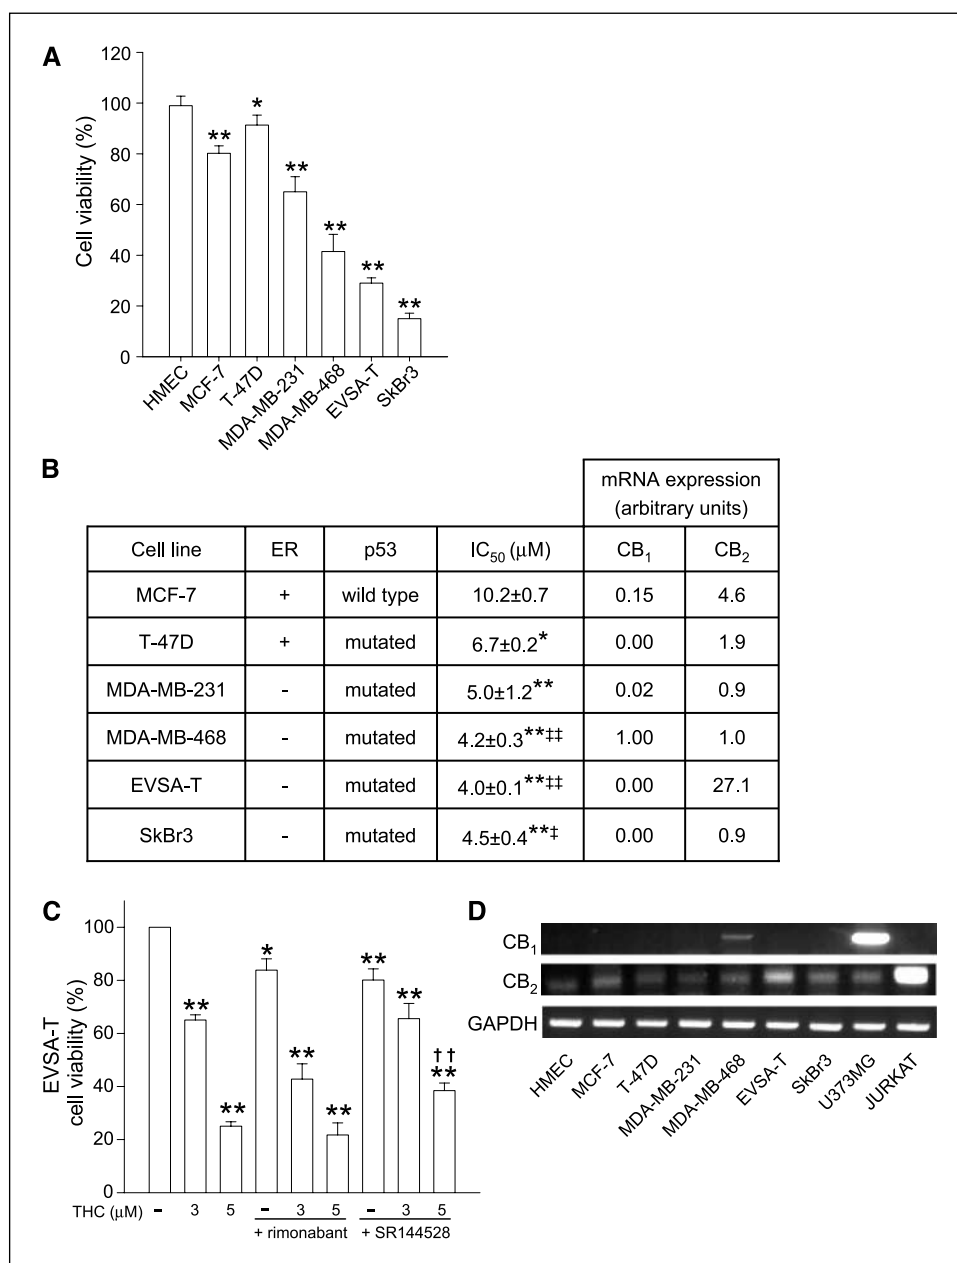 A
120
100
80
60
40
20
0
Cell viability (%)
** * ** ** ** **
HMEC MCF-7 T-47D MDA-MB-231 MDA-MB-468 EVSA-T SkBr3
B
mRNA expression
(arbitrary units)
Cell line ER p53 IC50 (μM) CB1 CB2
MCF-7 + wild type 10.2±0.7 0.15 4.6
T-47D + mutated 6.7±0.2* 0.00 1.9
MDA-MB-231 - mutated 5.0±1.2** 0.02 0.9
MDA-MB-468 - mutated 4.2±0.3**‡‡ 1.00 1.0
EVSA-T - mutated 4.0±0.1**‡‡ 0.00 27.1
SkBr3 - mutated 4.5±0.4**‡ 0.00 0.9
C
100
80
60
40
20
0
EVSA-T
cell viability (%)
** ** * ** ** ** ** ††
**
THC (μM) – 3 5 – 3 5 – 3 5
+ rimonabant + SR144528
D
CB1
CB2
GAPDH
HMEC MCF-7 T-47D MDA-MB-231 MDA-MB-468 EVSA-T SkBr3 U373MG JURKAT